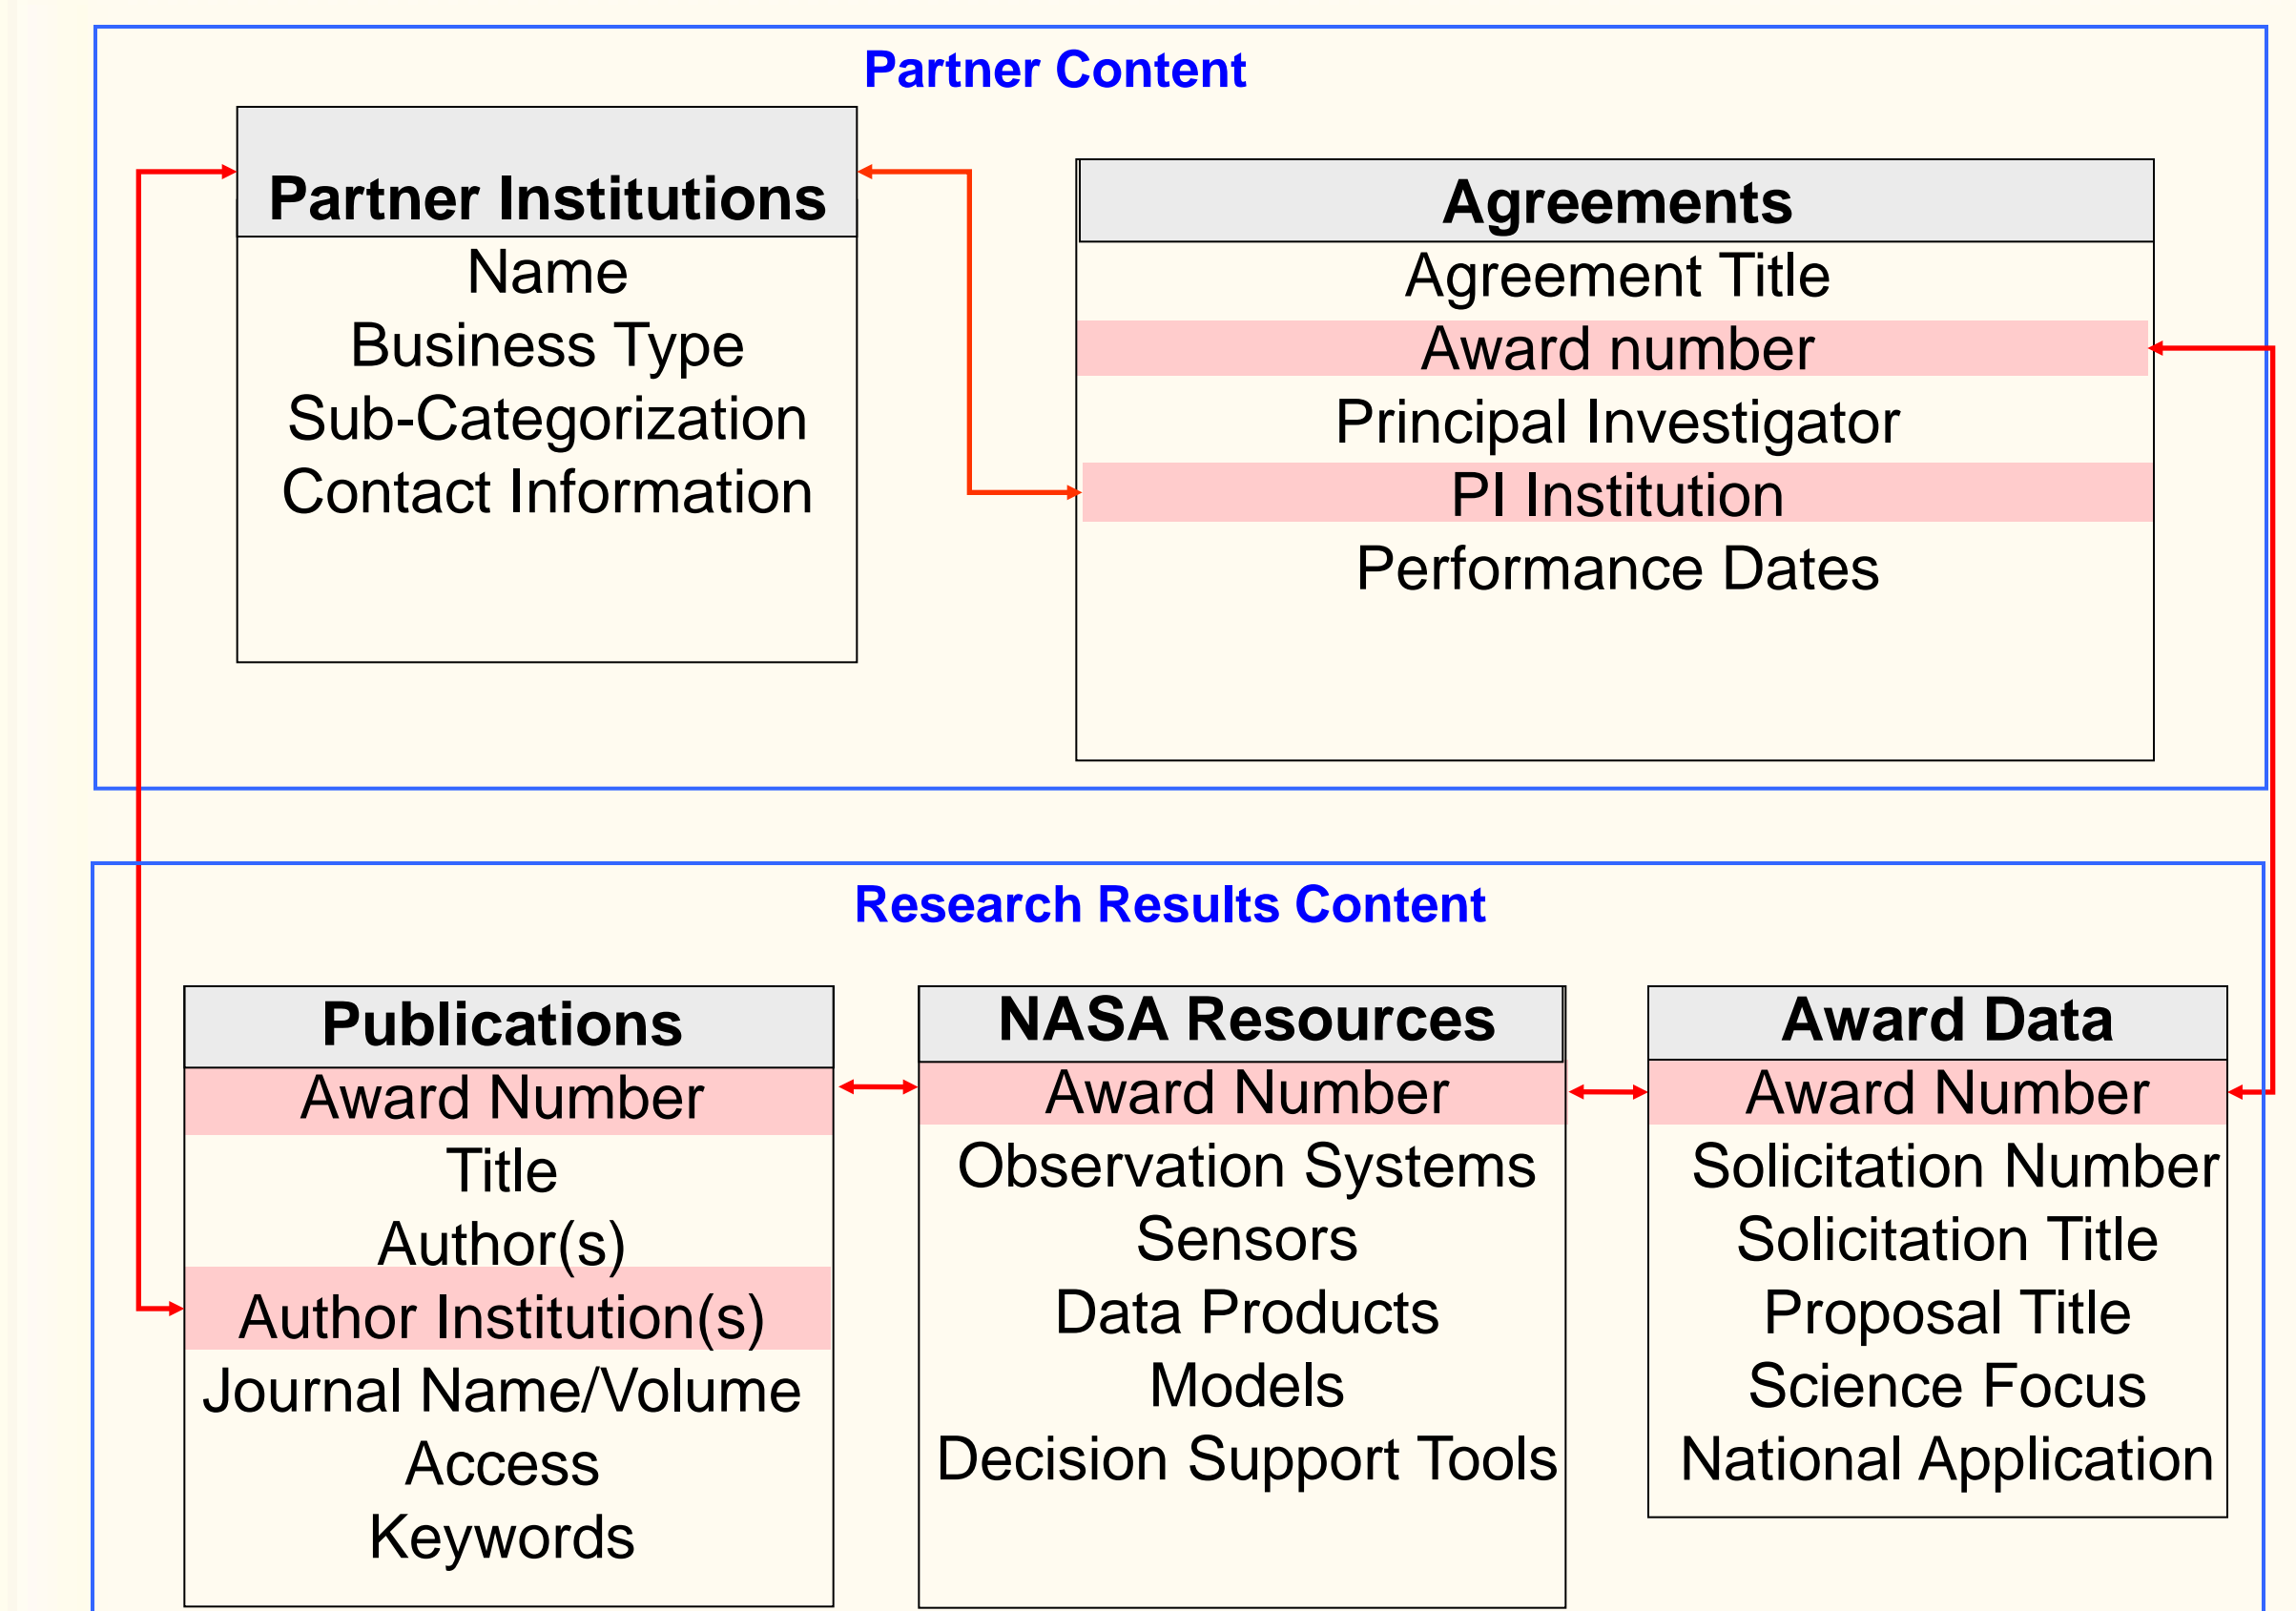 Partner Content
Partner Institutions
Name
Business Type
Sub-Categorization
Contact Information
Agreements
Agreement Title
Award number
Principal Investigator
PI Institution
Performance Dates
Research Results Content
Publications
Award Number
Title
Author(s)
Author Institution(s)
Journal Name/Volume
Access
Keywords
NASA Resources
Award Number
Observation Systems
Sensors
Data Products
Models
Decision Support Tools
Award Data
Award Number
Solicitation Number
Solicitation Title
Proposal Title
Science Focus
National Application